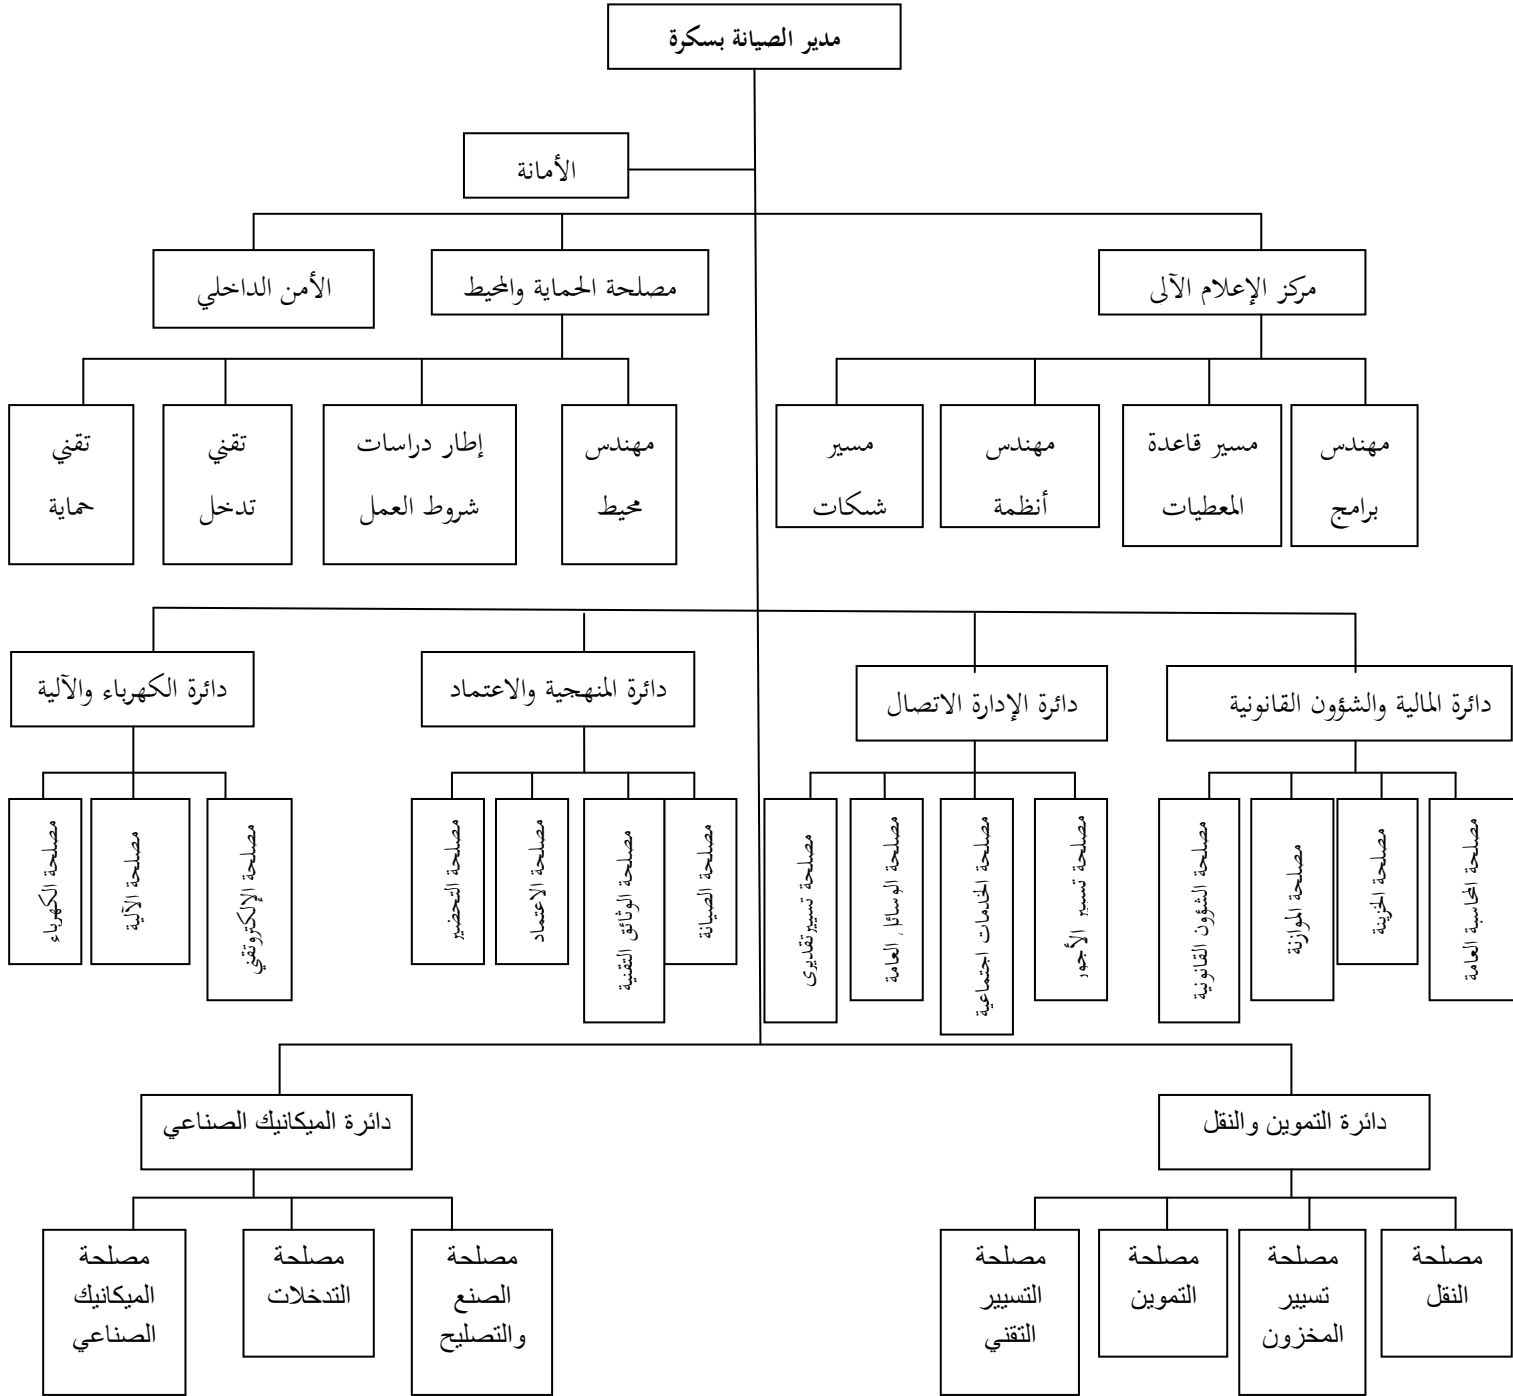 مدير الصيانة بسكرة
الأمانة
مركز الإعلام الآلى
مصلحة الحماية والمحيط
الأمن الداخلي
مهندس
برامج
مسير قاعدة
المعطيات
مهندس
أنظمة
مسير
شبكات
مهندس
محيط
إطار دراسات
شروط العمل
تقني
تدخل
تقني
حماية
دائرة المالية والشؤون القانونية
دائرة الإدارة الاتصال
دائرة المنهجية والاعتماد
دائرة الكهرباء والآلية
مصلحة المحاسبة العامة
مصلحة الخزينة
مصلحة الموازنة
مصلحة الشؤون القانونية
مصلحة تسيير الأجور
مصلحة الخدمات اجتماعية
مصلحة الوسائل العامة
مصلحة تسيير تقديرى
مصلحة الصيانة
مصلحة الوثائق التقنية
مصلحة الاعتماد
مصلحة التحضير
مصلحة الإلكتروتقني
مصلحة الآلية
مصلحة الكهرباء
دائرة التموين والنقل
دائرة الميكانيك الصناعي
مصلحة
النقل
مصلحة
تسيير
المخزون
مصلحة
التموين
مصلحة
التسيير
التقني
مصلحة
الصنع
والتصليح
مصلحة
التدخلات
مصلحة
الميكانيك
الصناعي